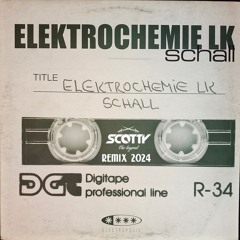 ELEKTROCHEMIE LK
schall
TITLE ELEKTROCHEMIE LK
SCHALL
SCOTTY
REMIX 2024
DGt Digitape
professional line R-34